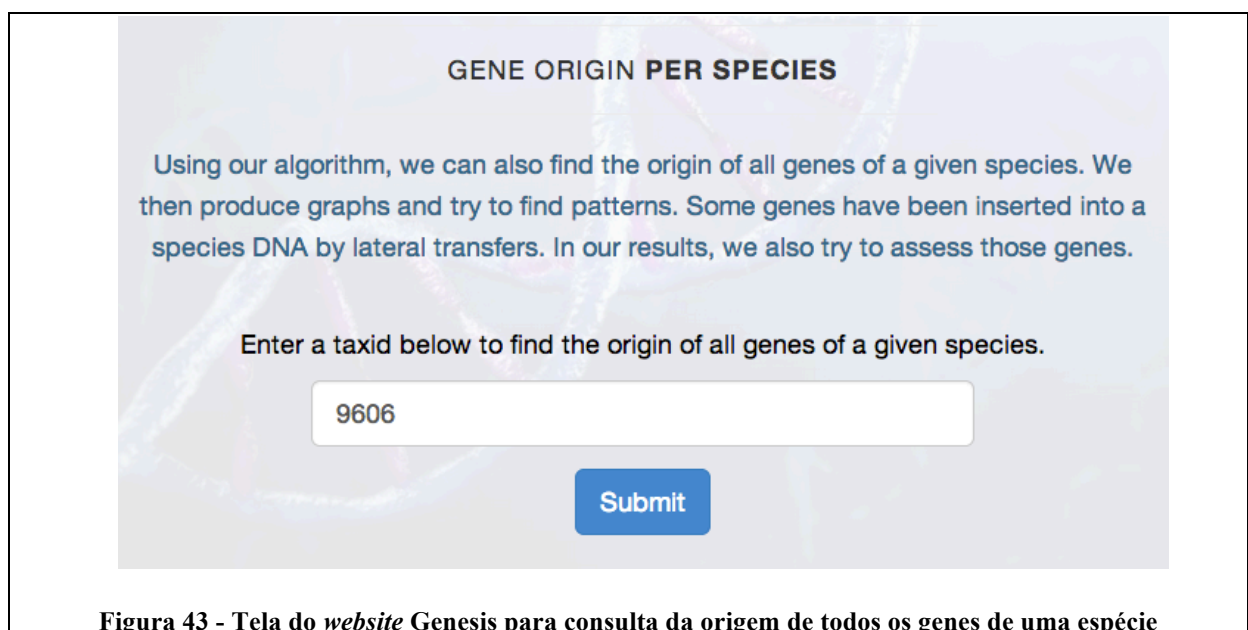 GENE ORIGIN PER SPECIES
Using our algorithm, we can also find the origin of all genes of a given species. We
then produce graphs and try to find patterns. Some genes have been inserted into a
species DNA by lateral transfers. In our results, we also try to assess those genes.
Enter a taxid below to find the origin of all genes of a given species.
9606
Submit
Figura 43 - Tela do website Genesis para consulta da origem de todos os genes de uma espécie